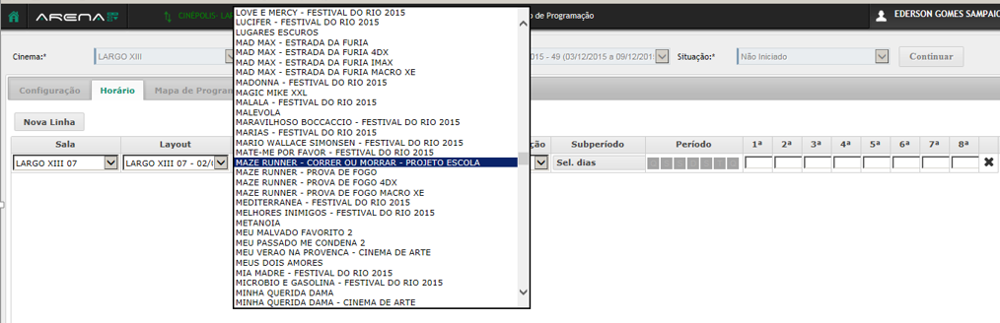 ARENA
CINÉPOLIS- LAR
o de Programação
EDERSON GOMES SAMPAIO
Cinema:*
LARGO XIII
2015 - 49 (03/12/2015 a 09/12/2015
Situação:*
Não Iniciado
Continuar
Configuração
Horário
Mapa de Program
Nova Linha
Sala
Layout
ção
Subperíodo
Período
1ª
2ª
3ª
4ª
5ª
6ª
7ª
8ª
LARGO XIII 07
LARGO XIII 07 - 02/0
Sel. dias
LOVE E MERCY - FESTIVAL DO RIO 2015
LUCIFER - FESTIVAL DO RIO 2015
LUGARES ESCUROS
MAD MAX - ESTRADA DA FURIA
MAD MAX - ESTRADA DA FURIA 4DX
MAD MAX - ESTRADA DA FURIA IMAX
MAD MAX - ESTRADA DA FURIA MACRO XE
MADONNA - FESTIVAL DO RIO 2015
MAGIC MIKE XXL
MALALA - FESTIVAL DO RIO 2015
MALEVOLA
MARAVILHOSO BOCCACCIO - FESTIVAL DO RIO 2015
MARIAS - FESTIVAL DO RIO 2015
MARIO WALLACE SIMONSEN - FESTIVAL DO RIO 2015
MATE-ME POR FAVOR - FESTIVAL DO RIO 2015
MAZE RUNNER - CORRER OU MORRAR - PROJETO ESCOLA
MAZE RUNNER - PROVA DE FOGO
MAZE RUNNER - PROVA DE FOGO 4DX
MAZE RUNNER - PROVA DE FOGO MACRO XE
MEDITERRANEA - FESTIVAL DO RIO 2015
MELHORES INIMIGOS - FESTIVAL DO RIO 2015
METANOIA
MEU MALVADO FAVORITO 2
MEU PASSADO ME CONDENA 2
MEU VERAO NA PROVENCA - CINEMA DE ARTE
MEUS DOIS AMORES
MIA MADRE - FESTIVAL DO RIO 2015
MICROBIO E GASOLINA - FESTIVAL DO RIO 2015
MINHA QUERIDA DAMA
MINHA QUERIDA DAMA - CINEMA DE ARTE